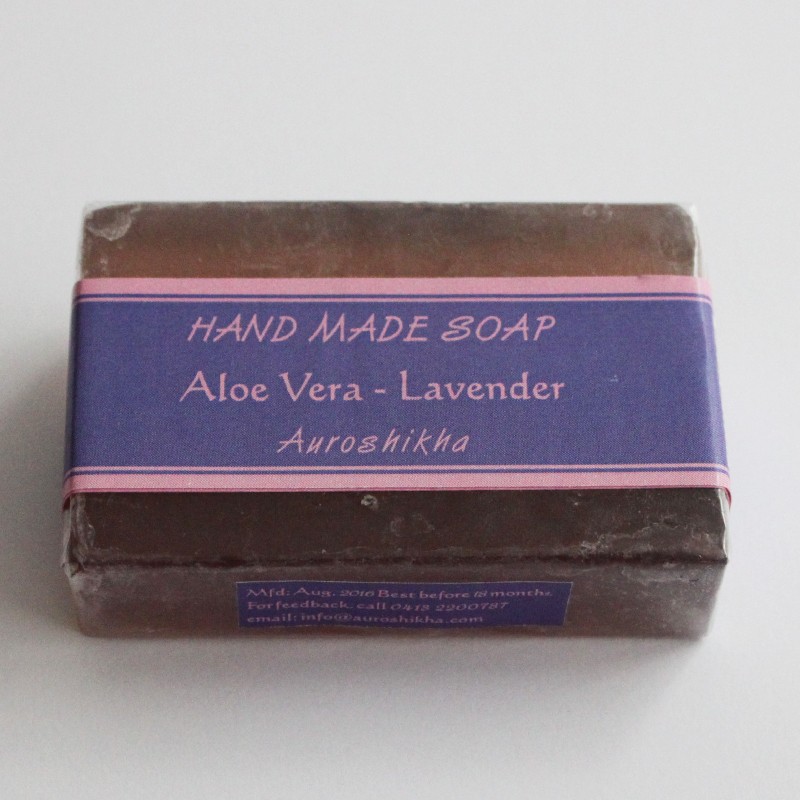 HAND MADE SOAP
Aloe Vera - Lavender
Auroshikha
Mfd: Aug. 2016 Best before 18 months.
For feedback. call 0413 2200787
email: info@auroshikha.com